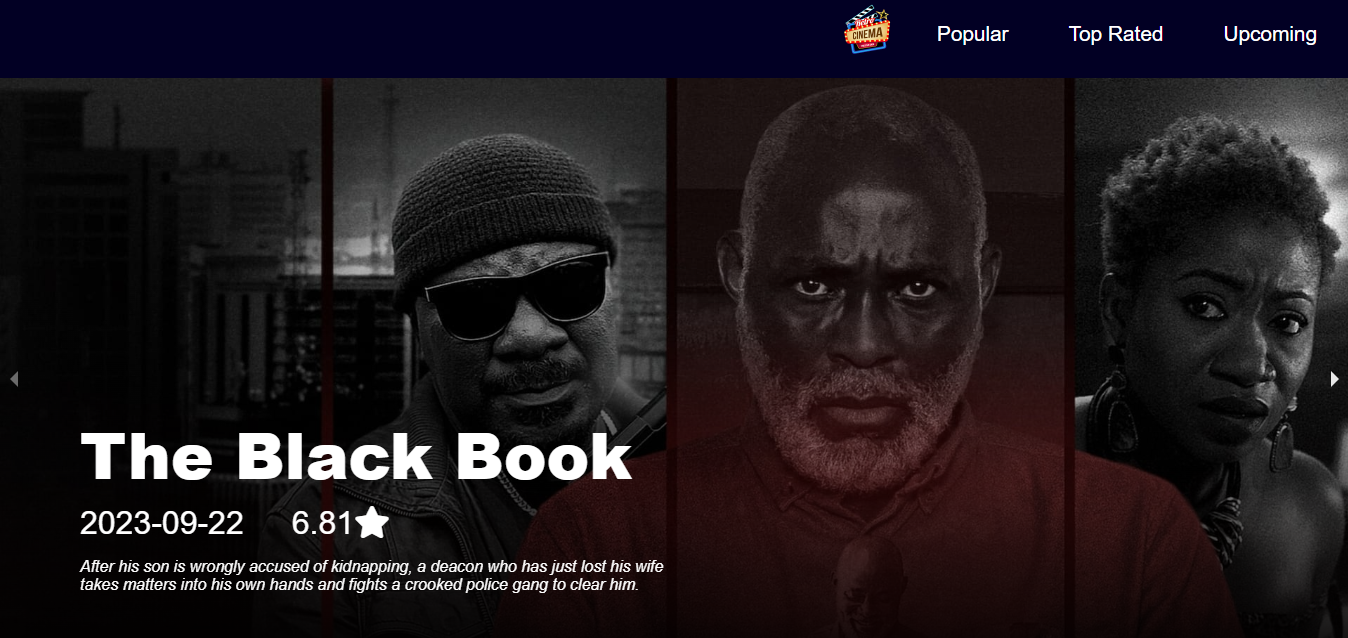 CINEMA
Popular
Top Rated
Upcoming
The Black Book
2023-09-22 6.81
After his son is wrongly accused of kidnapping, a deacon who has just lost his wife
takes matters into his own hands and fights a crooked police gang to clear him.